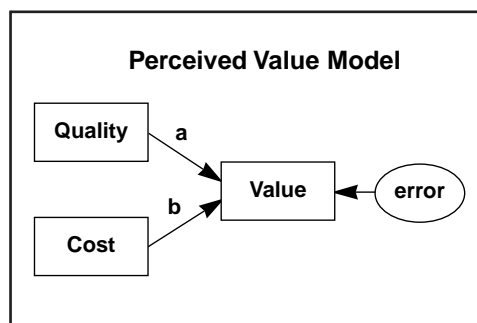 Perceived Value Model
Quality
a
Value
error
b
Cost